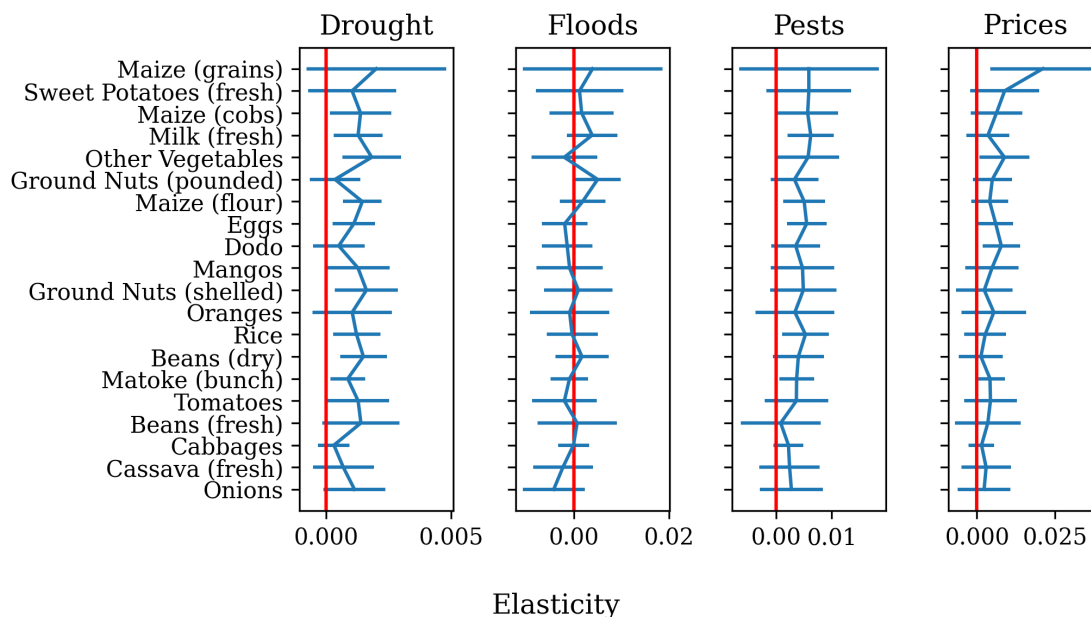 Drought Floods Pests Prices
Maize (grains)
Sweet Potatoes (fresh)
Maize (cobs)
Milk (fresh)
Other Vegetables
Ground Nuts (pounded)
Maize (flour)
Eggs
Dodo
Mangos
Ground Nuts (shelled)
Oranges
Rice
Beans (dry)
Matoke (bunch)
Tomatoes
Beans (fresh)
Cabbages
Cassava (fresh)
Onions
0.000 0.005 0.00 0.02 0.00 0.01 0.000 0.025
Elasticity